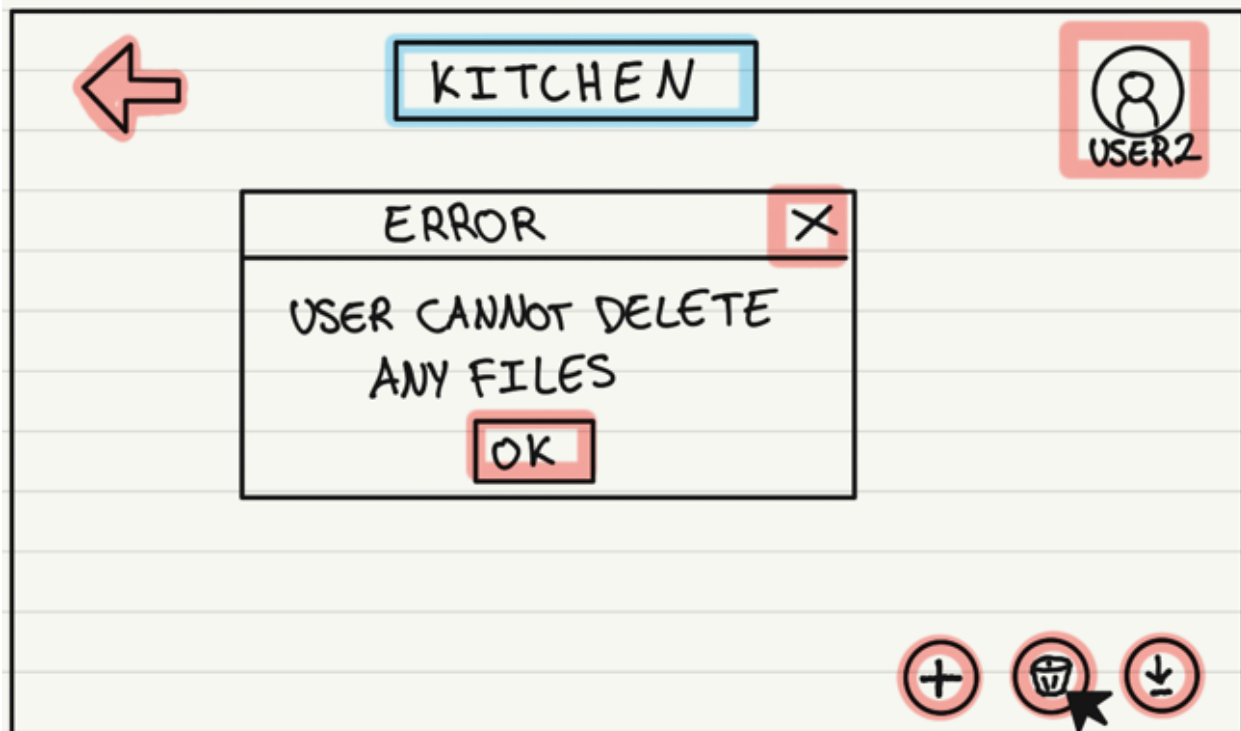 KITCHEN
USER2
ERROR
USER CANNOT DELETE
ANY FILES
OK